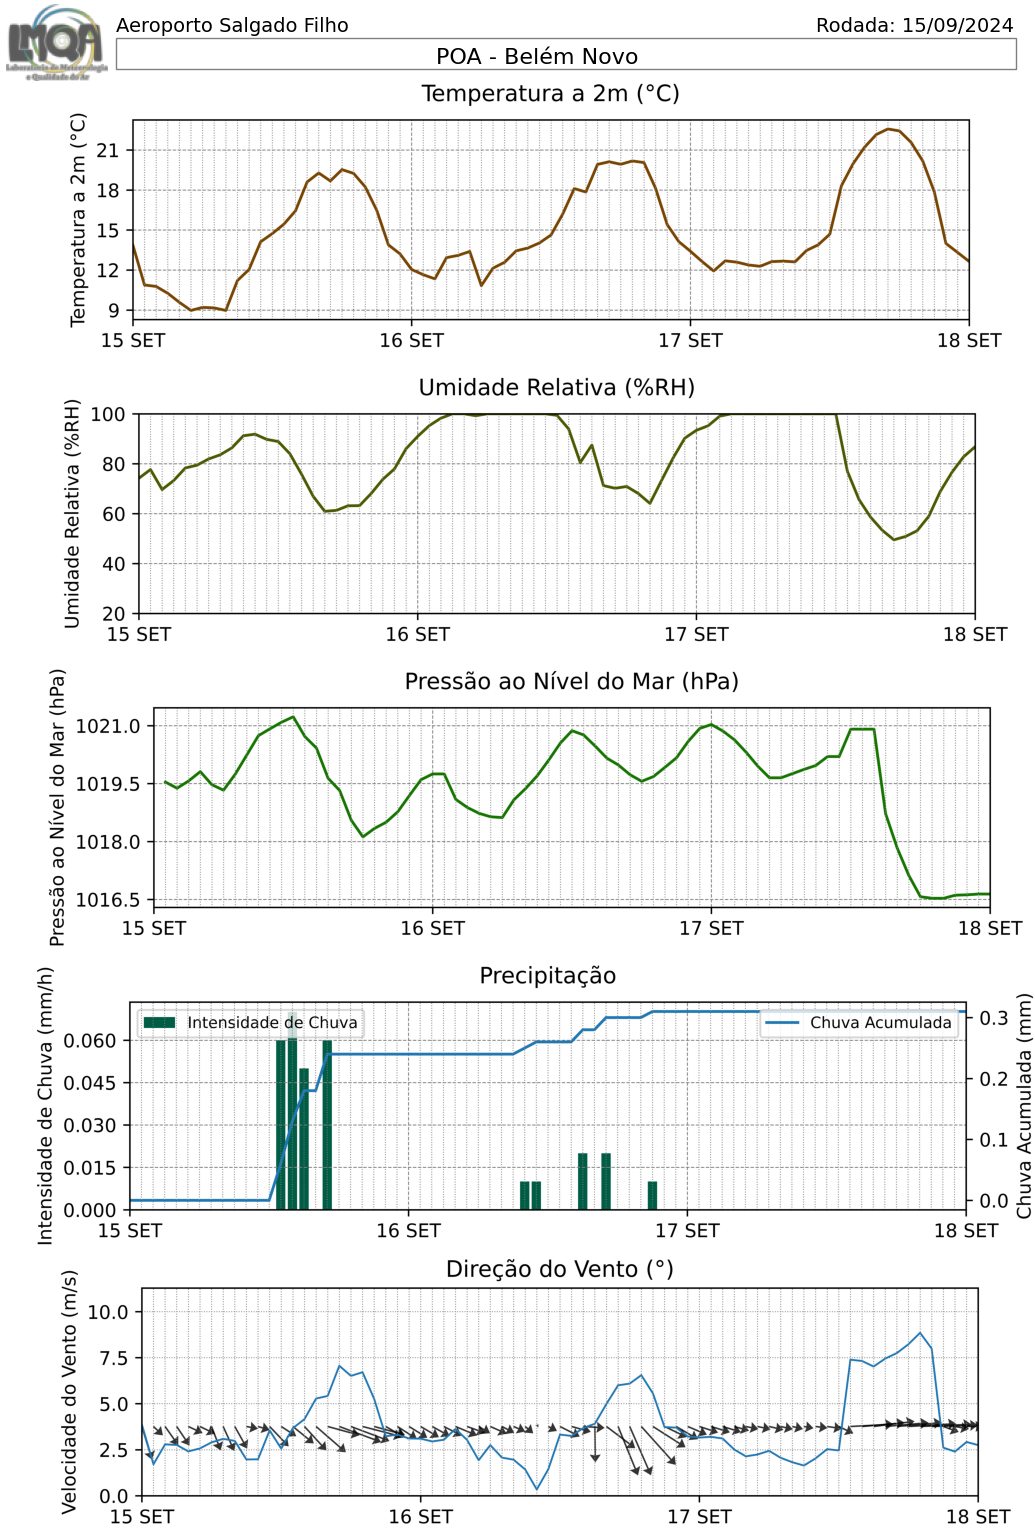 LMQA
Laboratório de Meteorologia
e Qualidade do Ar
Aeroporto Salgado Filho
Rodada: 15/09/2024
POA - Belém Novo
Temperatura a 2m (°C)
Temperatura a 2m (°C)
21
18
15
12
9
15 SET
16 SET
17 SET
18 SET
Umidade Relativa (%RH)
Umidade Relativa (%RH)
100
80
60
40
20
15 SET
16 SET
17 SET
18 SET
Pressão ao Nível do Mar (hPa)
Pressão ao Nível do Mar (hPa)
1021.0
1019.5
1018.0
1016.5
15 SET
16 SET
17 SET
18 SET
Precipitação
Intensidade de Chuva (mm/h)
Intensidade de Chuva
Chuva Acumulada
0.060
0.045
0.030
0.015
0.000
0.3
0.2
0.1
0.0
Chuva Acumulada (mm)
15 SET
16 SET
17 SET
18 SET
Direção do Vento (°)
Velocidade do Vento (m/s)
10.0
7.5
5.0
2.5
0.0
15 SET
16 SET
17 SET
18 SET